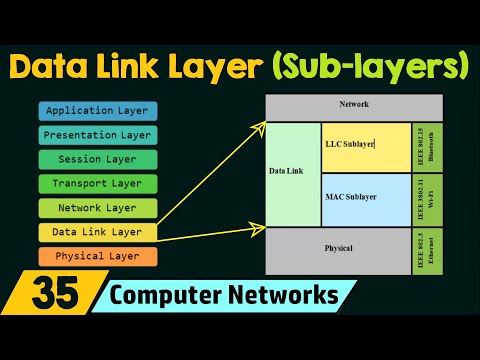 Data Link Layer (Sub-layers)
Application Layer
Presentation Layer
Session Layer
Transport Layer
Network Layer
Data Link Layer
Physical Layer
Network
Data Link
LLC Sublayer
MAC Sublayer
Physical
IEEE 802.15
Bluetooth
IEEE 3802.11
Wi-Fi
IEEE 802.3
Ethernet
35 Computer Networks